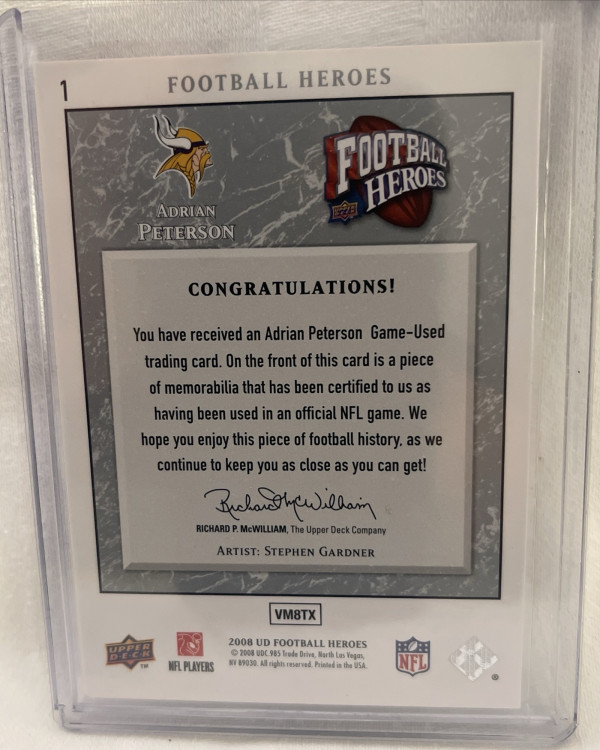 1
FOOTBALL HEROES
FOOTBALL
HEROES
ADRIAN
PETERSON
CONGRATULATIONS!
You have received an Adrian Peterson Game-Used
trading card. On the front of this card is a piece
of memorabilia that has been certified to us as
having been used in an official NFL game. We
hope you enjoy this piece of football history, as we
continue to keep you as close as you can get!
Richard McWilliam
RICHARD P. McWILLIAM, The Upper Deck Company
ARTIST: STEPHEN GARDNER
VM8TX
UPPER
DECK
TM
NFL PLAYERS
2008 UD FOOTBALL HEROES
© 2008 UDC. 985 Trade Drive, North Las Vegas,
NV 89030. All rights reserved. Printed in the USA.
NFL
®